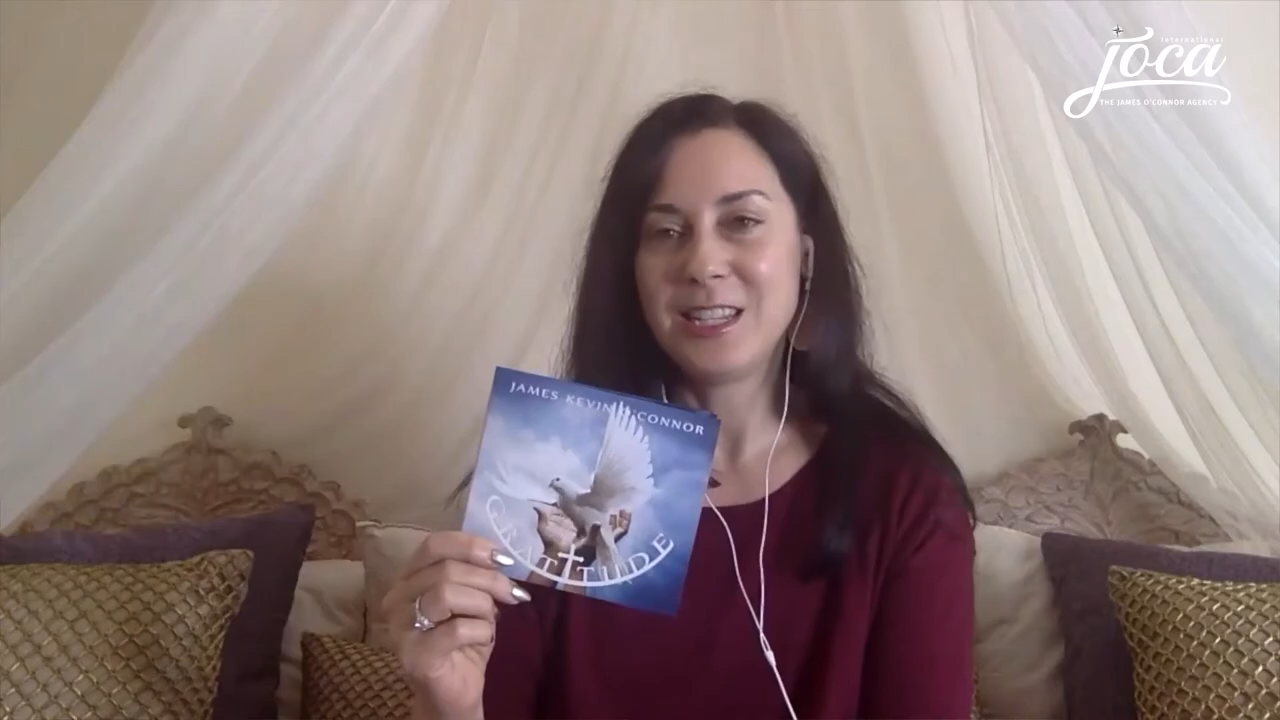 international
joca
THE JAMES O'CONNOR AGENCY
JAMES KEVIN O'CONNOR
GRATITUDE